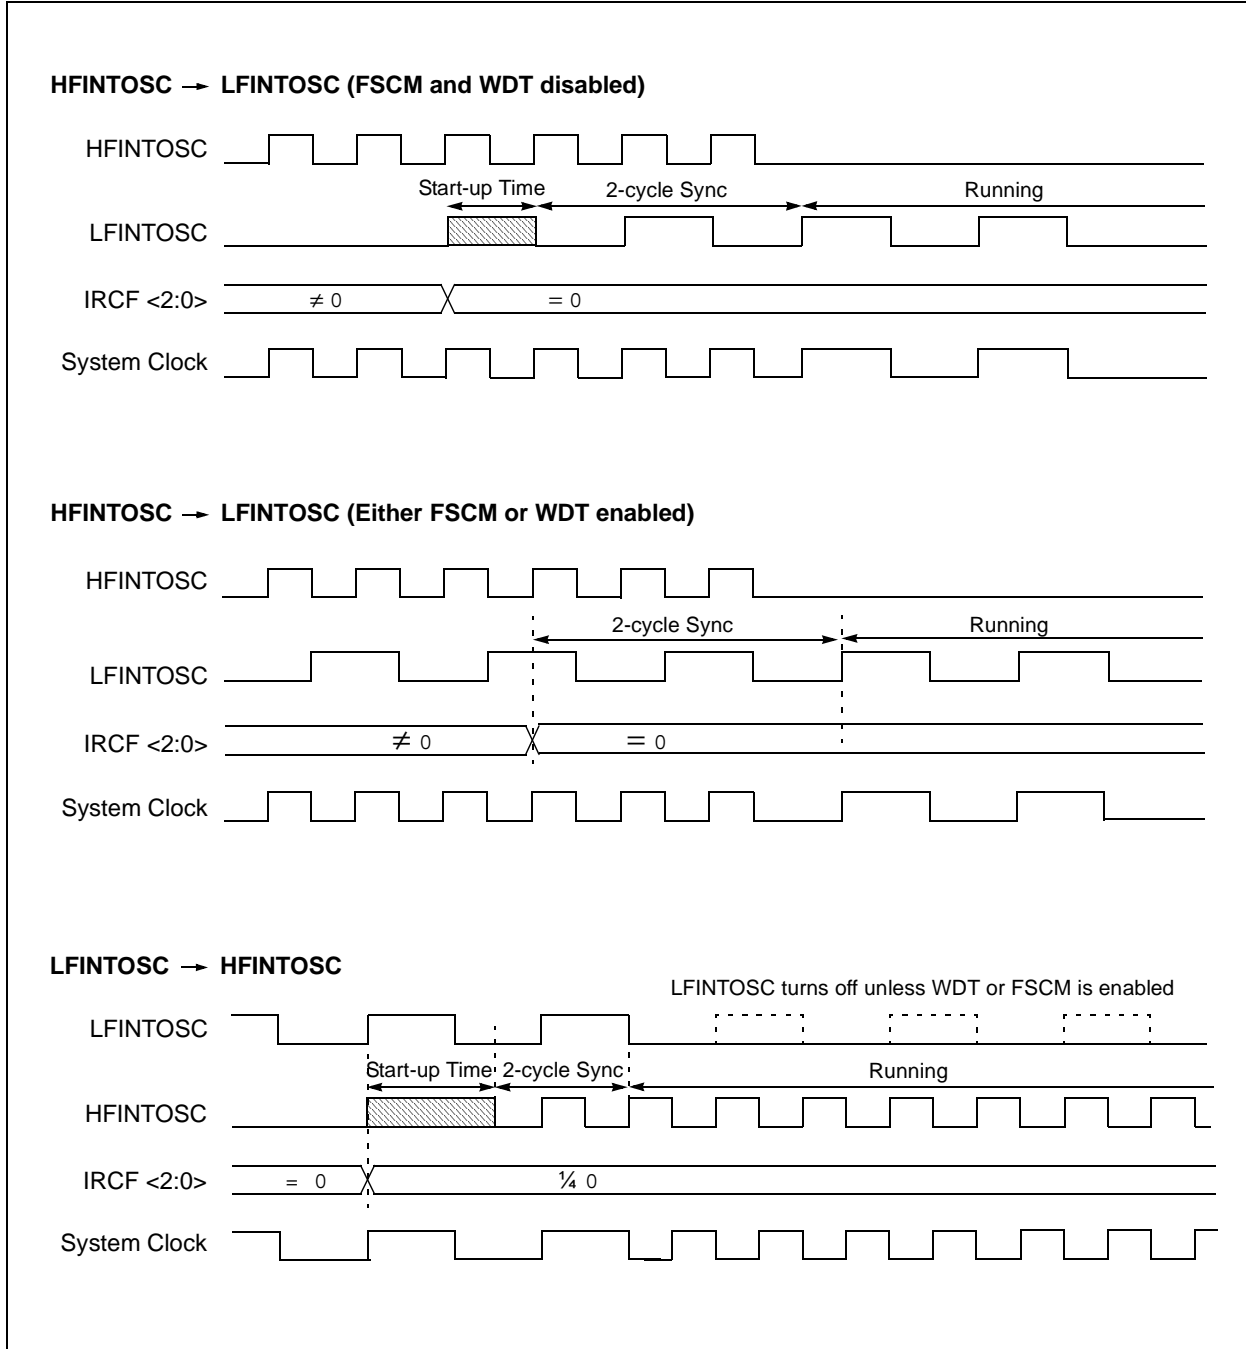 HFINTOSC → LFINTOSC (FSCM and WDT disabled)
HFINTOSC
Start-up Time 2-cycle Sync Running
LFINTOSC
IRCF <2:0> ≠ 0 = 0
System Clock
HFINTOSC → LFINTOSC (Either FSCM or WDT enabled)
HFINTOSC
2-cycle Sync Running
LFINTOSC
IRCF <2:0> ≠ 0 = 0
System Clock
LFINTOSC → HFINTOSC
LFINTOSC turns off unless WDT or FSCM is enabled
LFINTOSC
Start-up Time 2-cycle Sync Running
HFINTOSC
IRCF <2:0> = 0 ¼ 0
System Clock